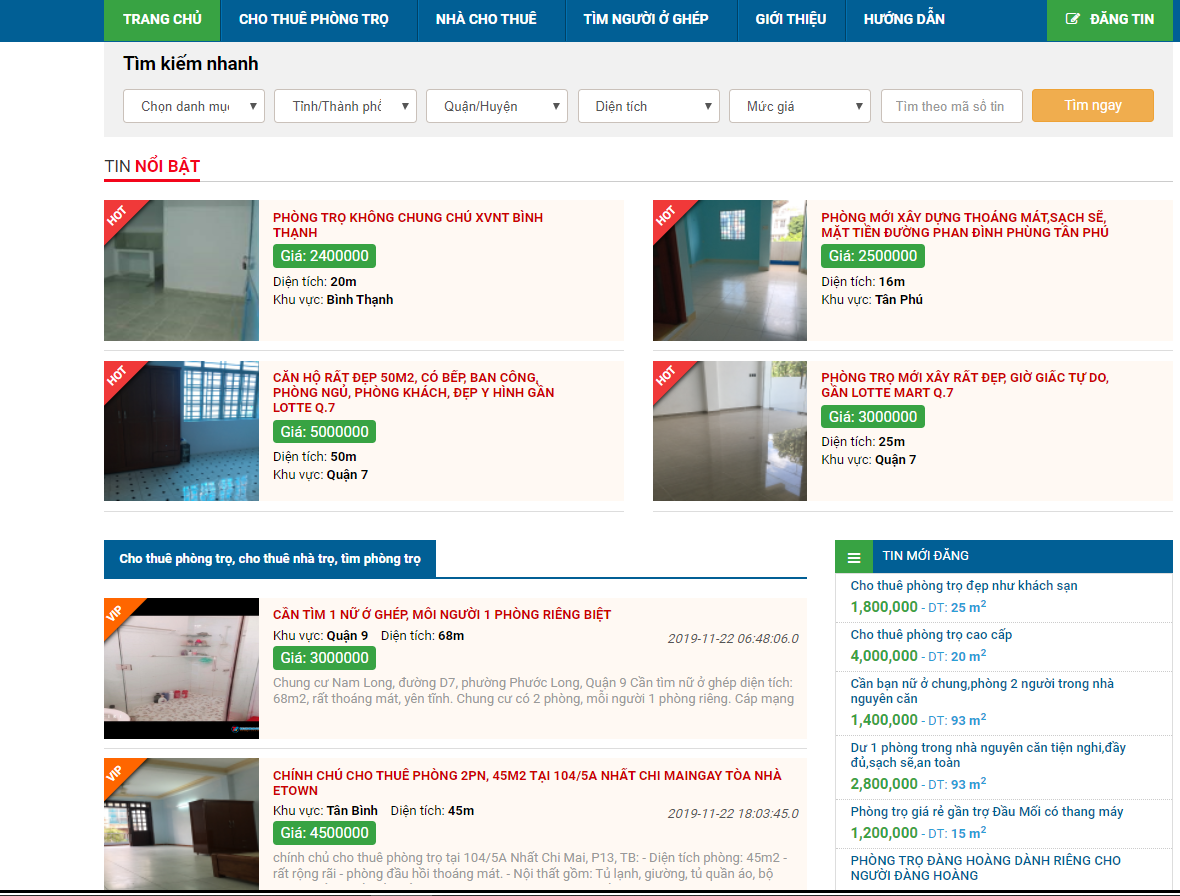 TRANG CHỦ CHO THUÊ PHÒNG TRỌ NHÀ CHO THUÊ TÌM NGƯỜI Ở GHÉP GIỚI THIỆU HƯỚNG DẪN ĐĂNG TIN
Tìm kiếm nhanh
Chọn danh mụ Tỉnh/Thành phố Quận/Huyện Diện tích Mức giá Tìm theo mã số tin Tìm ngay
TIN NỔI BẬT
HOT
PHÒNG TRỌ KHÔNG CHUNG CHỦ XVNT BÌNH
THẠNH
Giá: 2400000
Diện tích: 20m
Khu vực: Bình Thạnh
HOT
PHÒNG MỚI XÂY DỰNG THOÁNG MÁT,SẠCH SẼ,
MẶT TIỀN ĐƯỜNG PHAN ĐÌNH PHÙNG TÂN PHÚ
Giá: 2500000
Diện tích: 16m
Khu vực: Tân Phú
HOT
CĂN HỘ RẤT ĐẸP 50M2, CÓ BẾP, BAN CÔNG,
PHÒNG NGỦ, PHÒNG KHÁCH, ĐẸP Y HÌNH GẦN
LOTTE Q.7
Giá: 5000000
Diện tích: 50m
Khu vực: Quận 7
HOT
PHÒNG TRỌ MỚI XÂY RẤT ĐẸP, GIỜ GIẤC TỰ DO,
GẦN LOTTE MART Q.7
Giá: 3000000
Diện tích: 25m
Khu vực: Quận 7
Cho thuê phòng trọ, cho thuê nhà trọ, tìm phòng trọ
VIP
CẦN TÌM 1 NỮ Ở GHÉP, MỖI NGƯỜI 1 PHÒNG RIÊNG BIỆT
Khu vực: Quận 9 Diện tích: 68m
2019-11-22 06:48:06.0
Giá: 3000000
Chung cư Nam Long, đường D7, phường Phước Long, Quận 9 Cần tìm nữ ở ghép diện tích:
68m2, rất thoáng mát, yên tĩnh. Chung cư có 2 phòng, mỗi người 1 phòng riêng. Cáp mạng
VIP
CHÍNH CHỦ CHO THUÊ PHÒNG 2PN, 45M2 TẠI 104/5A NHẤT CHI MAINGAY TÒA NHÀ
ETOWN
Khu vực: Tân Bình Diện tích: 45m
2019-11-22 18:03:45.0
Giá: 4500000
chính chủ cho thuê phòng trọ tại 104/5A Nhất Chi Mai, P13, TB: - Diện tích phòng: 45m2 -
rất rộng rãi - phòng đầu hồi thoáng mát. - Nội thất gồm: Tủ lạnh, giường, tủ quần áo, bộ
TIN MỚI ĐĂNG
Cho thuê phòng trọ đẹp như khách sạn
1,800,000 - DT: 25 m²
Cho thuê phòng trọ cao cấp
4,000,000 - DT: 20 m²
Cần bạn nữ ở chung,phòng 2 người trong nhà
nguyên căn
1,400,000 - DT: 93 m²
Dư 1 phòng trong nhà nguyên căn tiện nghi,đầy
đủ,sạch sẽ,an toàn
2,800,000 - DT: 93 m²
Phòng trọ giá rẻ gần trợ Đầu Mối có thang máy
1,200,000 - DT: 15 m²
PHÒNG TRỌ ĐÀNG HOÀNG DÀNH RIÊNG CHO
NGƯỜI ĐÀNG HOÀNG